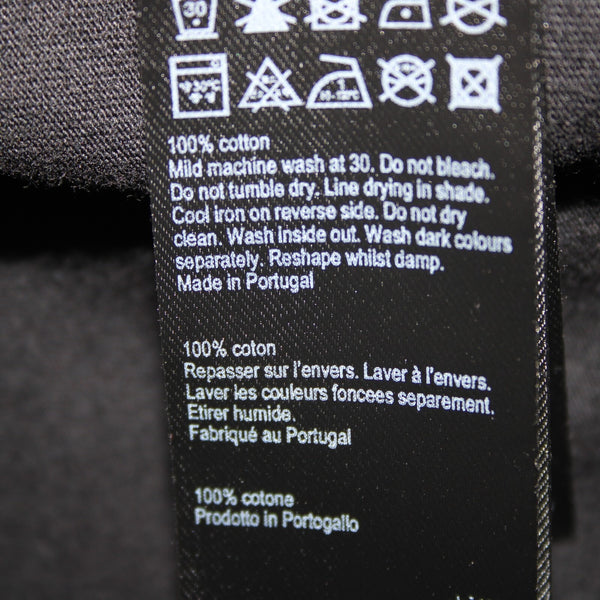 30
100% cotton
Mild machine wash at 30. Do not bleach.
Do not tumble dry. Line drying in shade.
Cool iron on reverse side. Do not dry
clean. Wash inside out. Wash dark colours
separately. Reshape whilst damp.
Made in Portugal
100% coton
Repasser sur l'envers. Laver à l'envers.
Laver les couleurs foncees separement.
Etirer humide.
Fabriqué au Portugal
100% cotone
Prodotto in Portogallo